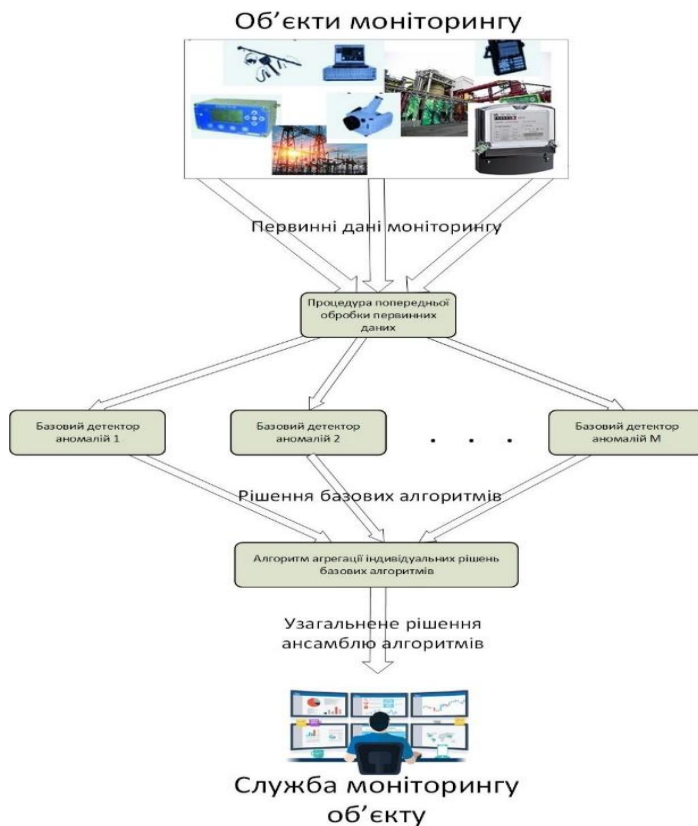 Об’єкти моніторингу
Первинні дані моніторингу
Процедура попередньої
обробки первинних
даних
Базовий детектор
аномалій 1
Базовий детектор
аномалій 2
. . .
Базовий детектор
аномалій М
Рішення базових алгоритмів
Алгоритм агрегації індивідуальних рішень
базових алгоритмів
Узагальнене рішення
ансамблю алгоритмів
Служба моніторингу
об’єкту